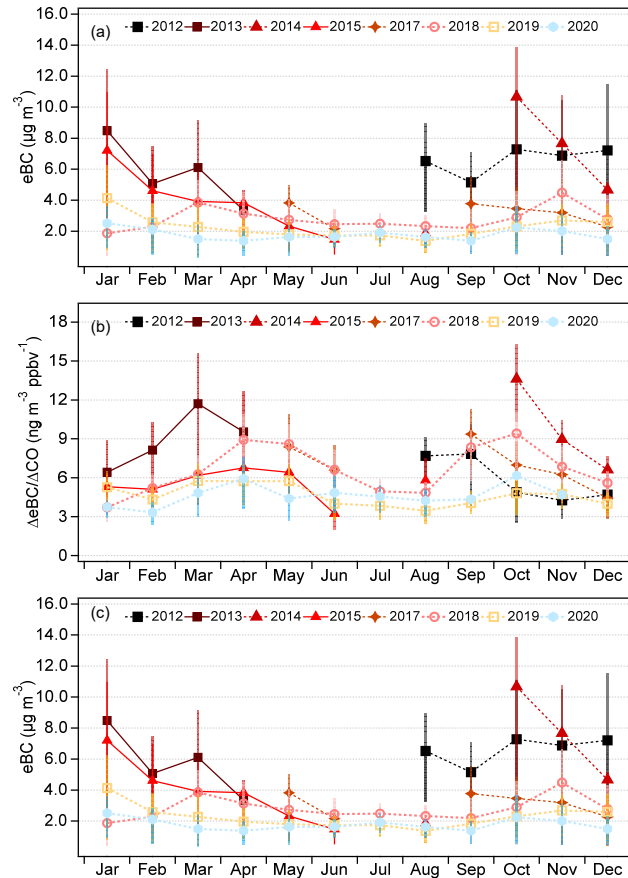 16.0
(a)
2012 2013 2014 2015 2017 2018 2019 2020
14.0
12.0
10.0
8.0
6.0
4.0
2.0
eBC (µg m⁻³)
Jan Feb Mar Apr May Jun Jul Aug Sep Oct Nov Dec
18
(b)
2012 2013 2014 2015 2017 2018 2019 2020
15
12
9
6
3
0
ΔeBC/ΔCO (ng m⁻³ ppbv⁻¹)
Jan Feb Mar Apr May Jun Jul Aug Sep Oct Nov Dec
16.0
(c)
2012 2013 2014 2015 2017 2018 2019 2020
14.0
12.0
10.0
8.0
6.0
4.0
2.0
eBC (µg m⁻³)
Jan Feb Mar Apr May Jun Jul Aug Sep Oct Nov Dec